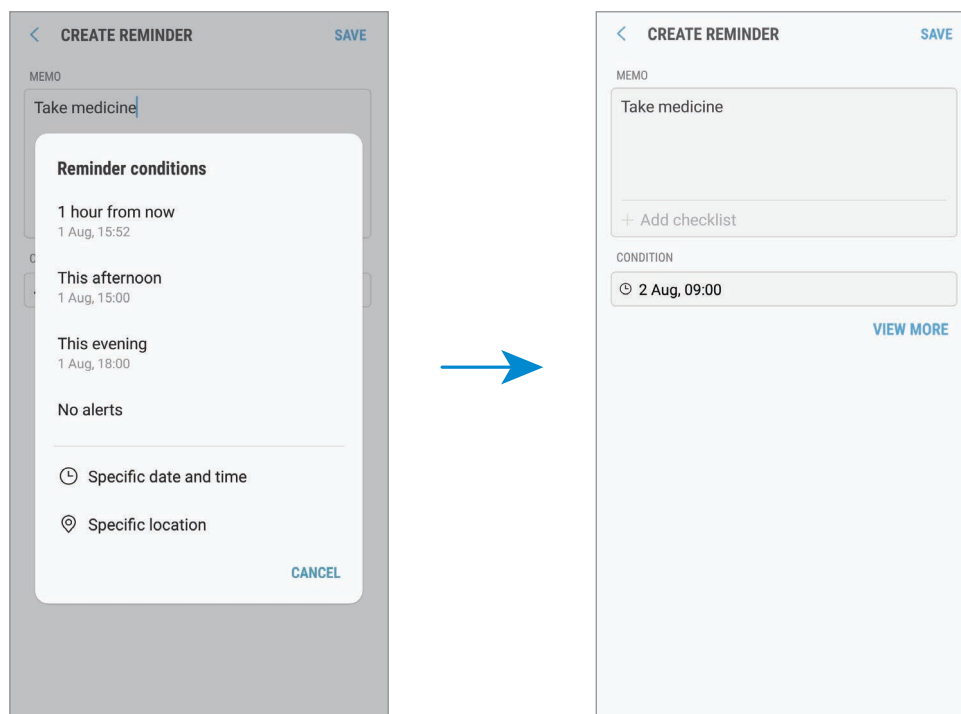 CREATE REMINDER SAVE
MEMO
Take medicine
Reminder conditions
1 hour from now
1 Aug, 15:52
This afternoon
1 Aug, 15:00
This evening
1 Aug, 18:00
No alerts
Specific date and time
Specific location
CANCEL
CREATE REMINDER SAVE
MEMO
Take medicine
+ Add checklist
CONDITION
2 Aug, 09:00
VIEW MORE